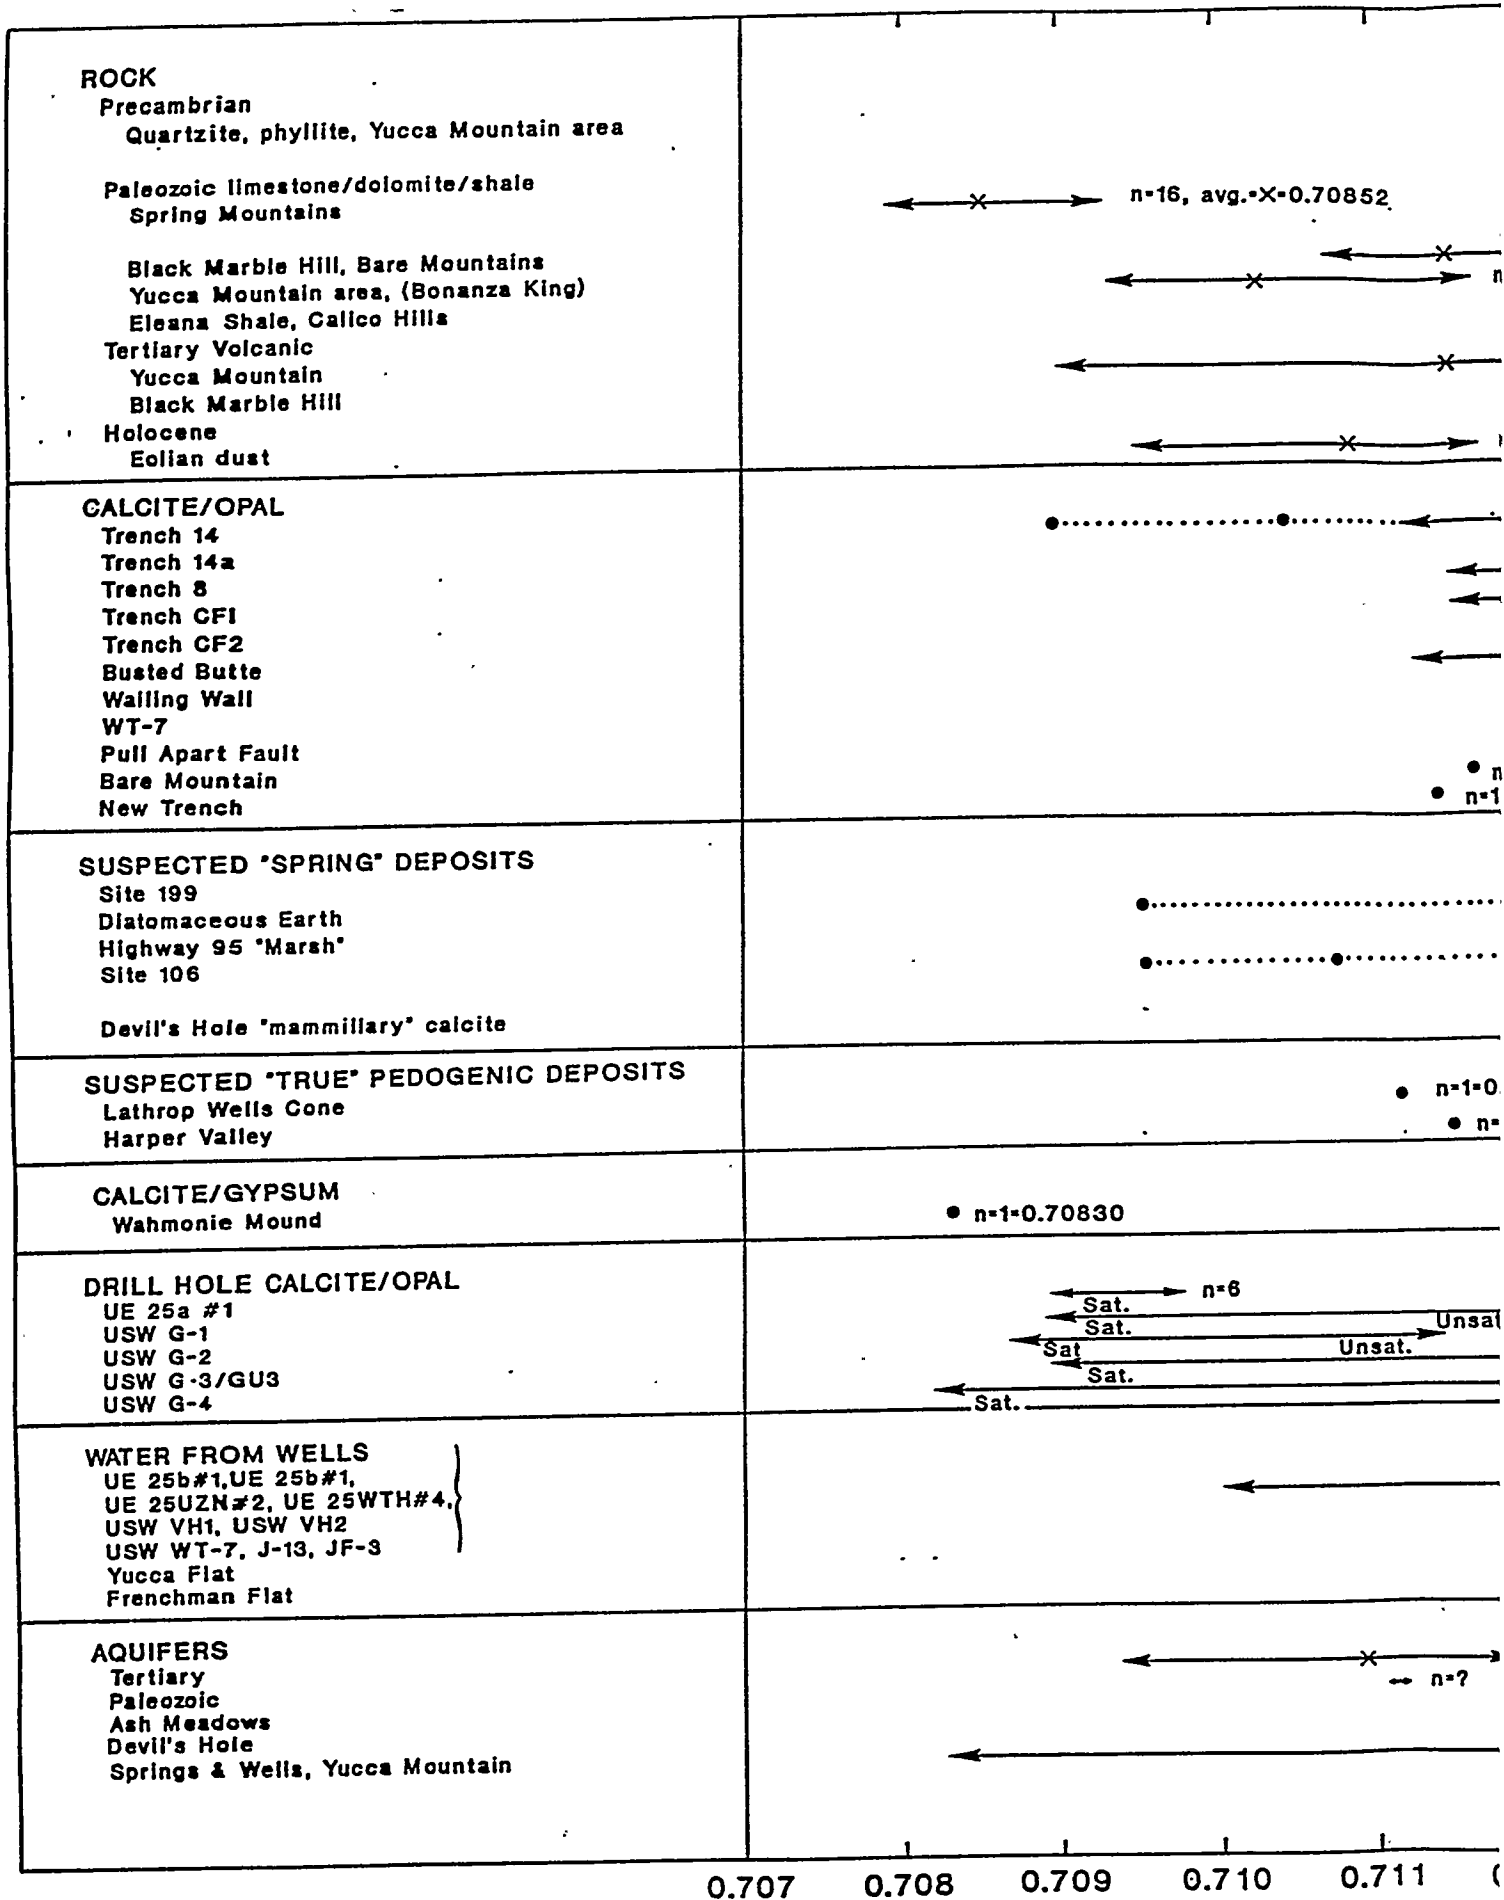 ROCK
Precambrian
Quartzite, phyllite, Yucca Mountain area
Paleozoic limestone/dolomite/shale
Spring Mountains
n=16, avg.=X=0.70852
Black Marble Hill, Bare Mountains
Yucca Mountain area, (Bonanza King)
n
Eleana Shale, Calico Hills
Tertiary Volcanic
Yucca Mountain
Black Marble Hill
Holocene
Eolian dust
CALCITE/OPAL
Trench 14
Trench 14a
Trench 8
Trench CF1
Trench CF2
Busted Butte
Wailing Wall
WT-7
Pull Apart Fault
Bare Mountain
n
New Trench
n=1
SUSPECTED "SPRING" DEPOSITS
Site 199
Diatomaceous Earth
Highway 95 "Marsh"
Site 106
Devil's Hole "mammillary" calcite
SUSPECTED "TRUE" PEDOGENIC DEPOSITS
Lathrop Wells Cone
n=1=0.
Harper Valley
n=
CALCITE/GYPSUM
Wahmonie Mound
n=1=0.70830
DRILL HOLE CALCITE/OPAL
UE 25a #1
n=6
Sat.
USW G-1
Sat. Unsat
USW G-2
Sat Unsat.
USW G-3/GU3
Sat.
USW G-4
Sat.
WATER FROM WELLS
UE 25b#1,UE 25b#1,
UE 25UZN#2, UE 25WTH#4,
USW VH1, USW VH2
USW WT-7, J-13, JF-3
Yucca Flat
Frenchman Flat
AQUIFERS
Tertiary
Paleozoic
n=?
Ash Meadows
Devil's Hole
Springs & Wells, Yucca Mountain
0.707 0.708 0.709 0.710 0.711